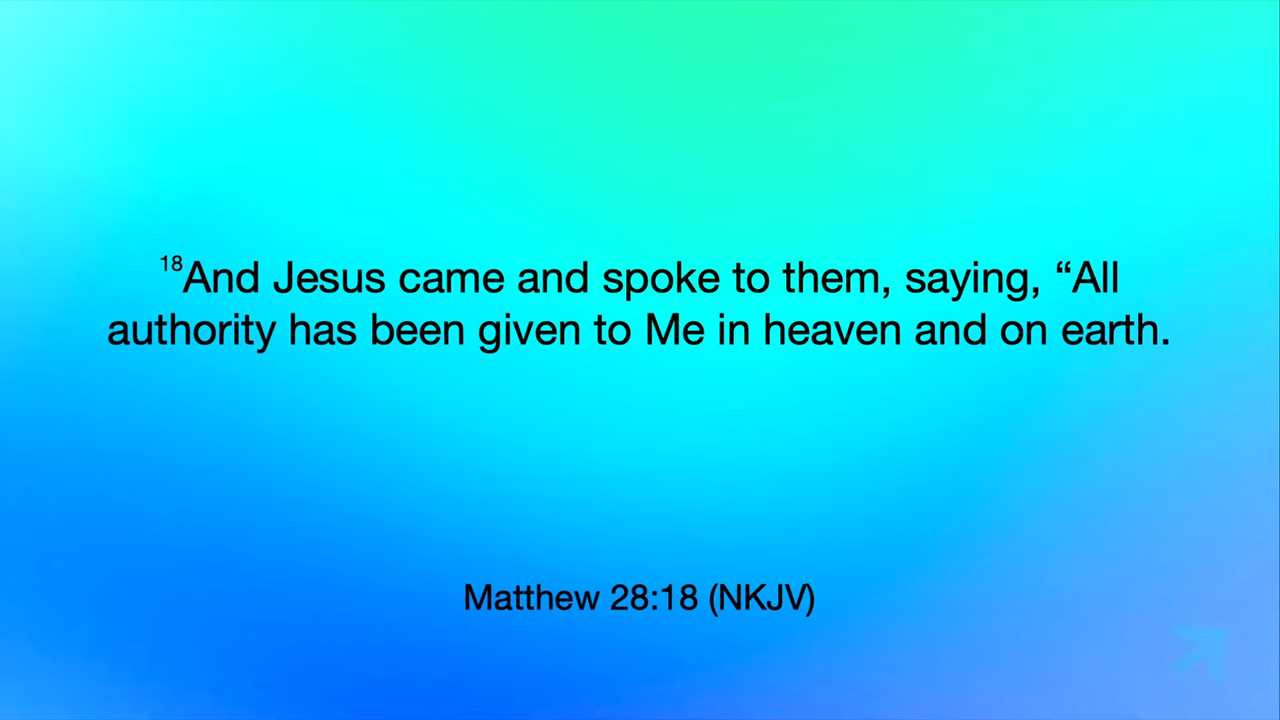 18And Jesus came and spoke to them, saying, “All
authority has been given to Me in heaven and on earth.
Matthew 28:18 (NKJV)